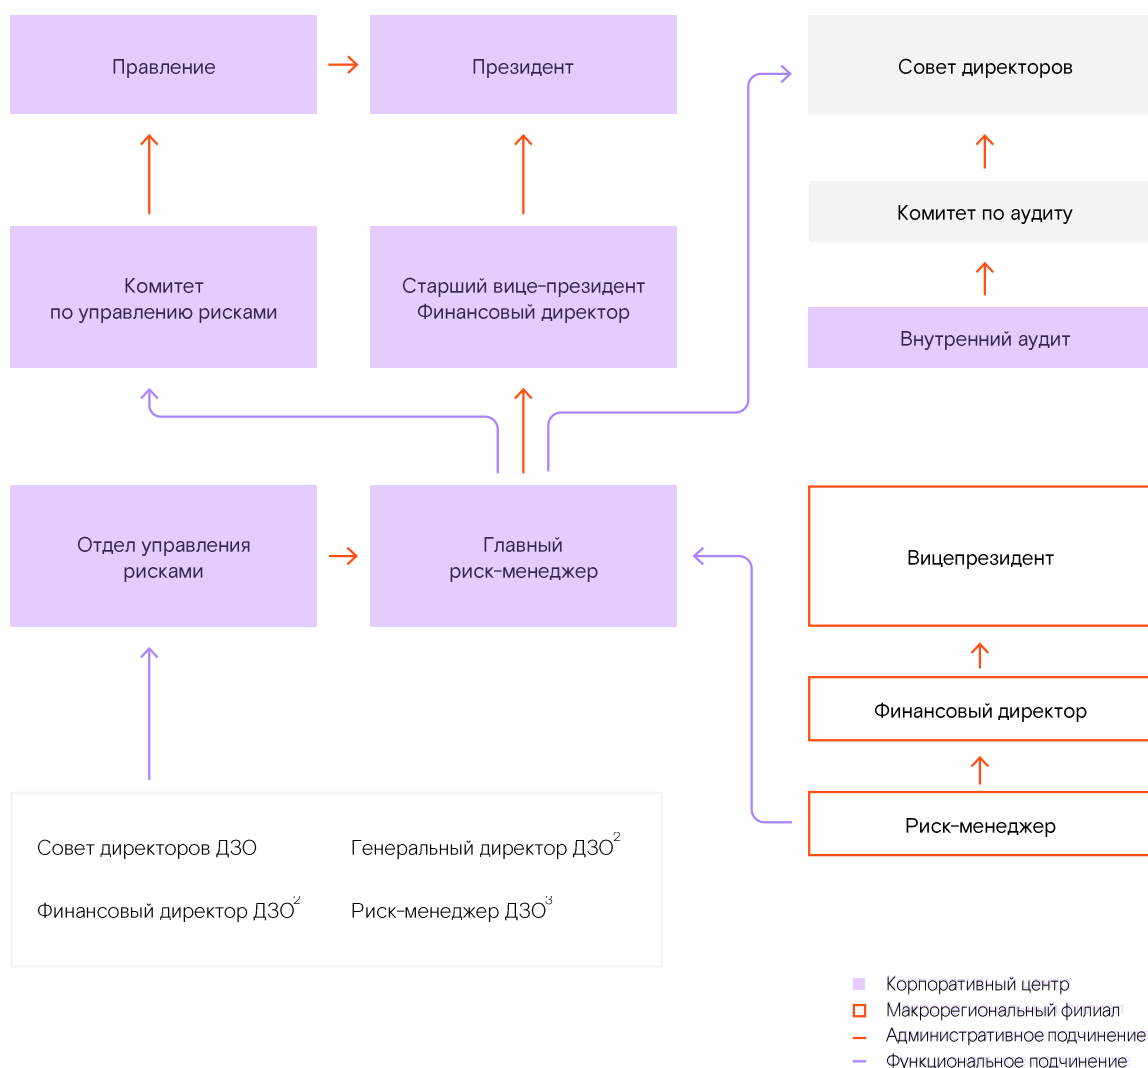 Правление
Президент
Совет директоров
Комитет по аудиту
Комитет
по управлению рисками
Старший вице-президент
Финансовый директор
Внутренний аудит
Отдел управления
рисками
Главный
риск-менеджер
Вицепрезидент
Финансовый директор
Риск-менеджер
Совет директоров ДЗО
Генеральный директор ДЗО²
Финансовый директор ДЗО²
Риск-менеджер ДЗО³
Корпоративный центр
Макрорегиональный филиал
Административное подчинение
Функциональное подчинение